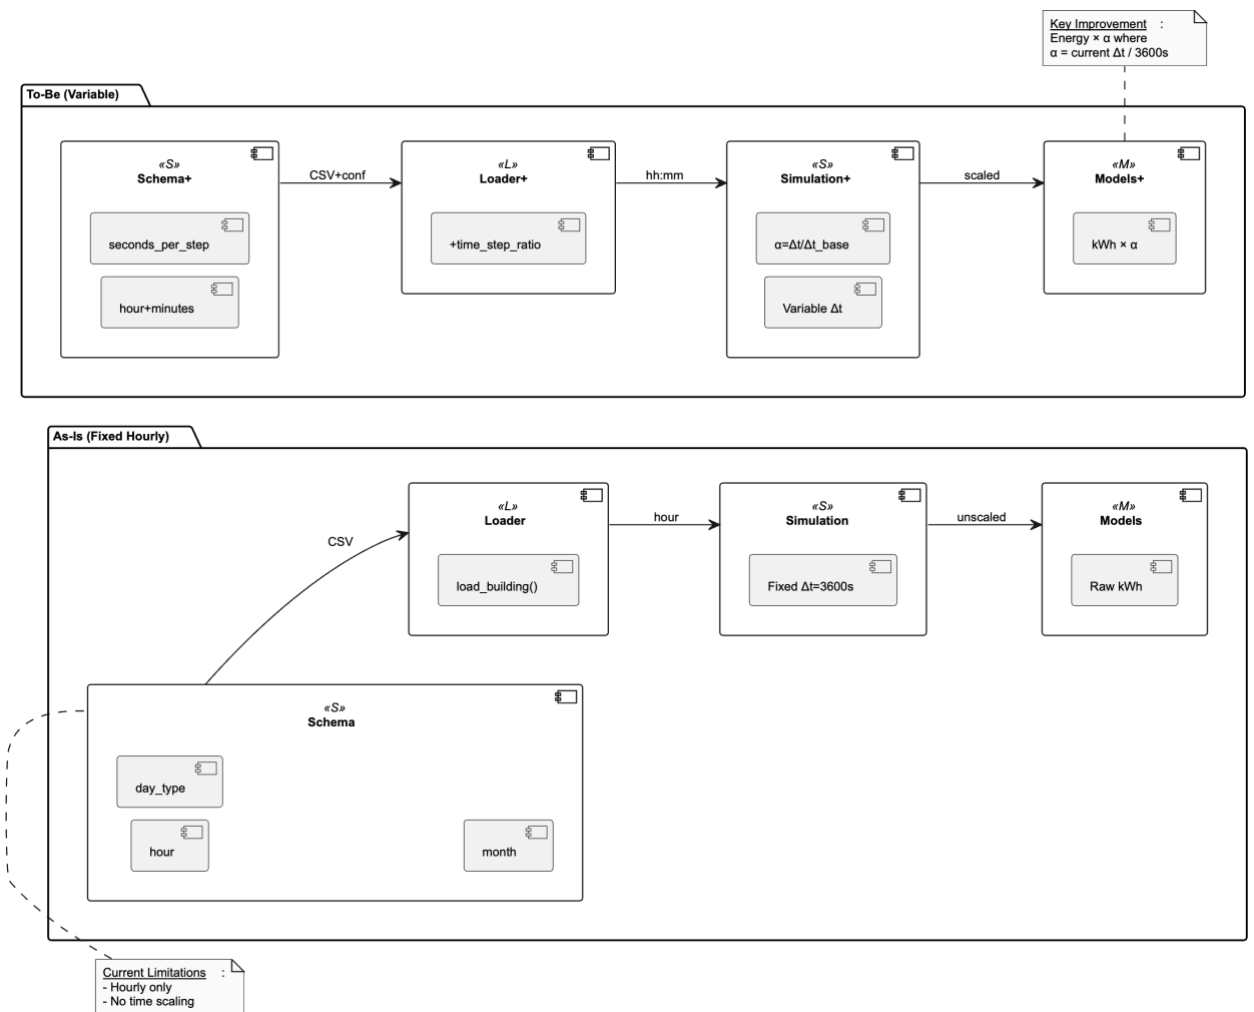 Key Improvement :
Energy × α where
α = current Δt / 3600s
To-Be (Variable)
«S»
Schema+
seconds_per_step
hour+minutes
CSV+conf
«L»
Loader+
+time_step_ratio
hh:mm
«S»
Simulation+
α=Δt/Δt_base
Variable Δt
scaled
«M»
Models+
kWh × α
As-Is (Fixed Hourly)
CSV
«L»
Loader
load_building()
hour
«S»
Simulation
Fixed Δt=3600s
unscaled
«M»
Models
Raw kWh
«S»
Schema
day_type
hour
month
Current Limitations :
- Hourly only
- No time scaling